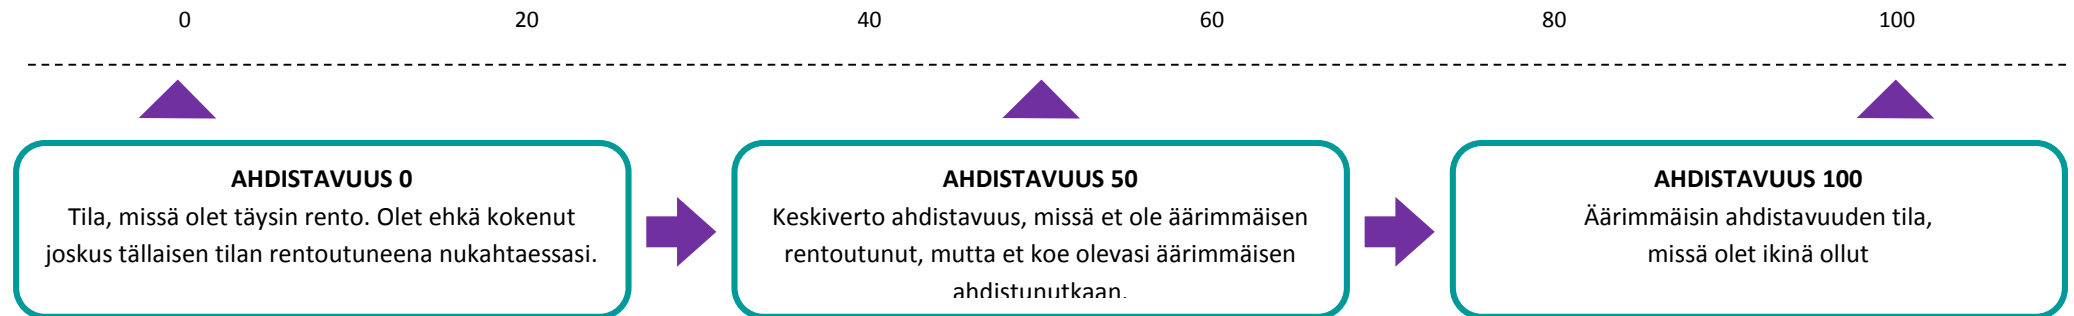 0 20 40 60 80 100
AHDISTAVUUS 0
Tila, missä olet täysin rento. Olet ehkä kokenut
joskus tällaisen tilan rentoutuneena nukahtaessasi.
AHDISTAVUUS 50
Keskiverto ahdistavuus, missä et ole äärimmäisen
rentoutunut, mutta et koe olevasi äärimmäisen
ahdistunutkaan.
AHDISTAVUUS 100
Äärimmäisin ahdistavuuden tila,
missä olet ikinä ollut